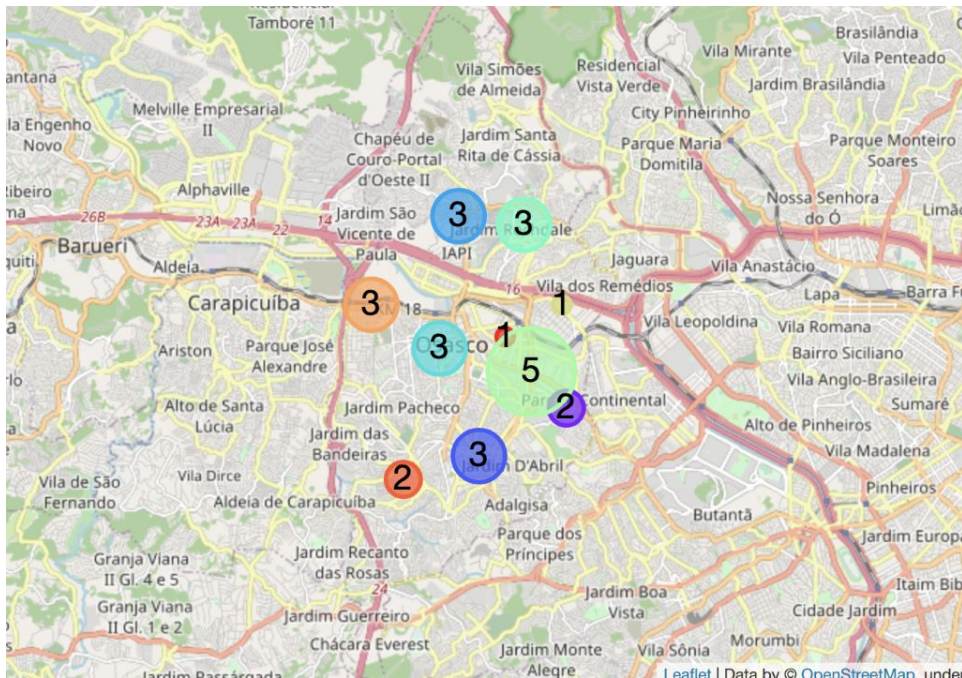 Residencial
Tamboré 11
Brasilândia
Vila Mirante
Vila Penteado
Vila Simões
de Almeida
Residencial
Vista Verde
Jardim Brasilândia
Melville Empresarial
II
City Pinheirinho
la Engenho
Novo
Chapéu de
Couro-Portal
d'Oeste II
Jardim Santa
Rita de Cássia
Parque Maria
Domitila
Parque Monteiro
Soares
Alphaville
Nossa Senhora
do Ó
Limão
26B
23A
23A
22
14
Jardim São
Vicente de
Paula
3
3
IAPI
Barueri
Aldeia
Jaguara
Vila Anastácio
16
Vila dos Remédios
Lapa
Barra F
Carapicuíba
3
18
1
Vila Leopoldina
Vila Romana
Ariston
Parque José
Alexandre
3
1
Bairro Siciliano
5
Vila Anglo-Brasileira
Sumaré
Alto de Santa
Lúcia
Jardim Pacheco
2
Continental
Alto de Pinheiros
Jardim das
Bandeiras
Vila Madalena
3
Jardim D'Abril
Vila de São
Fernando
Vila Dirce
2
Pinheiros
Aldeia de Carapicuíba
Adalgisa
Butantã
Parque dos
Príncipes
Jardim Europa
Granja Viana
II Gl. 4 e 5
Jardim Recanto
das Rosas
24
Jardim Boa
Vista
Itaim Bib
Granja Viana
II Gl. 1 e 2
Jardim Guerreiro
Cidade Jardim
Chácara Everest
Vila Sônia
Morumbi
Jardim Monte
Alegre
Jardim Passárgada
Leaflet | Data by © OpenStreetMap, under